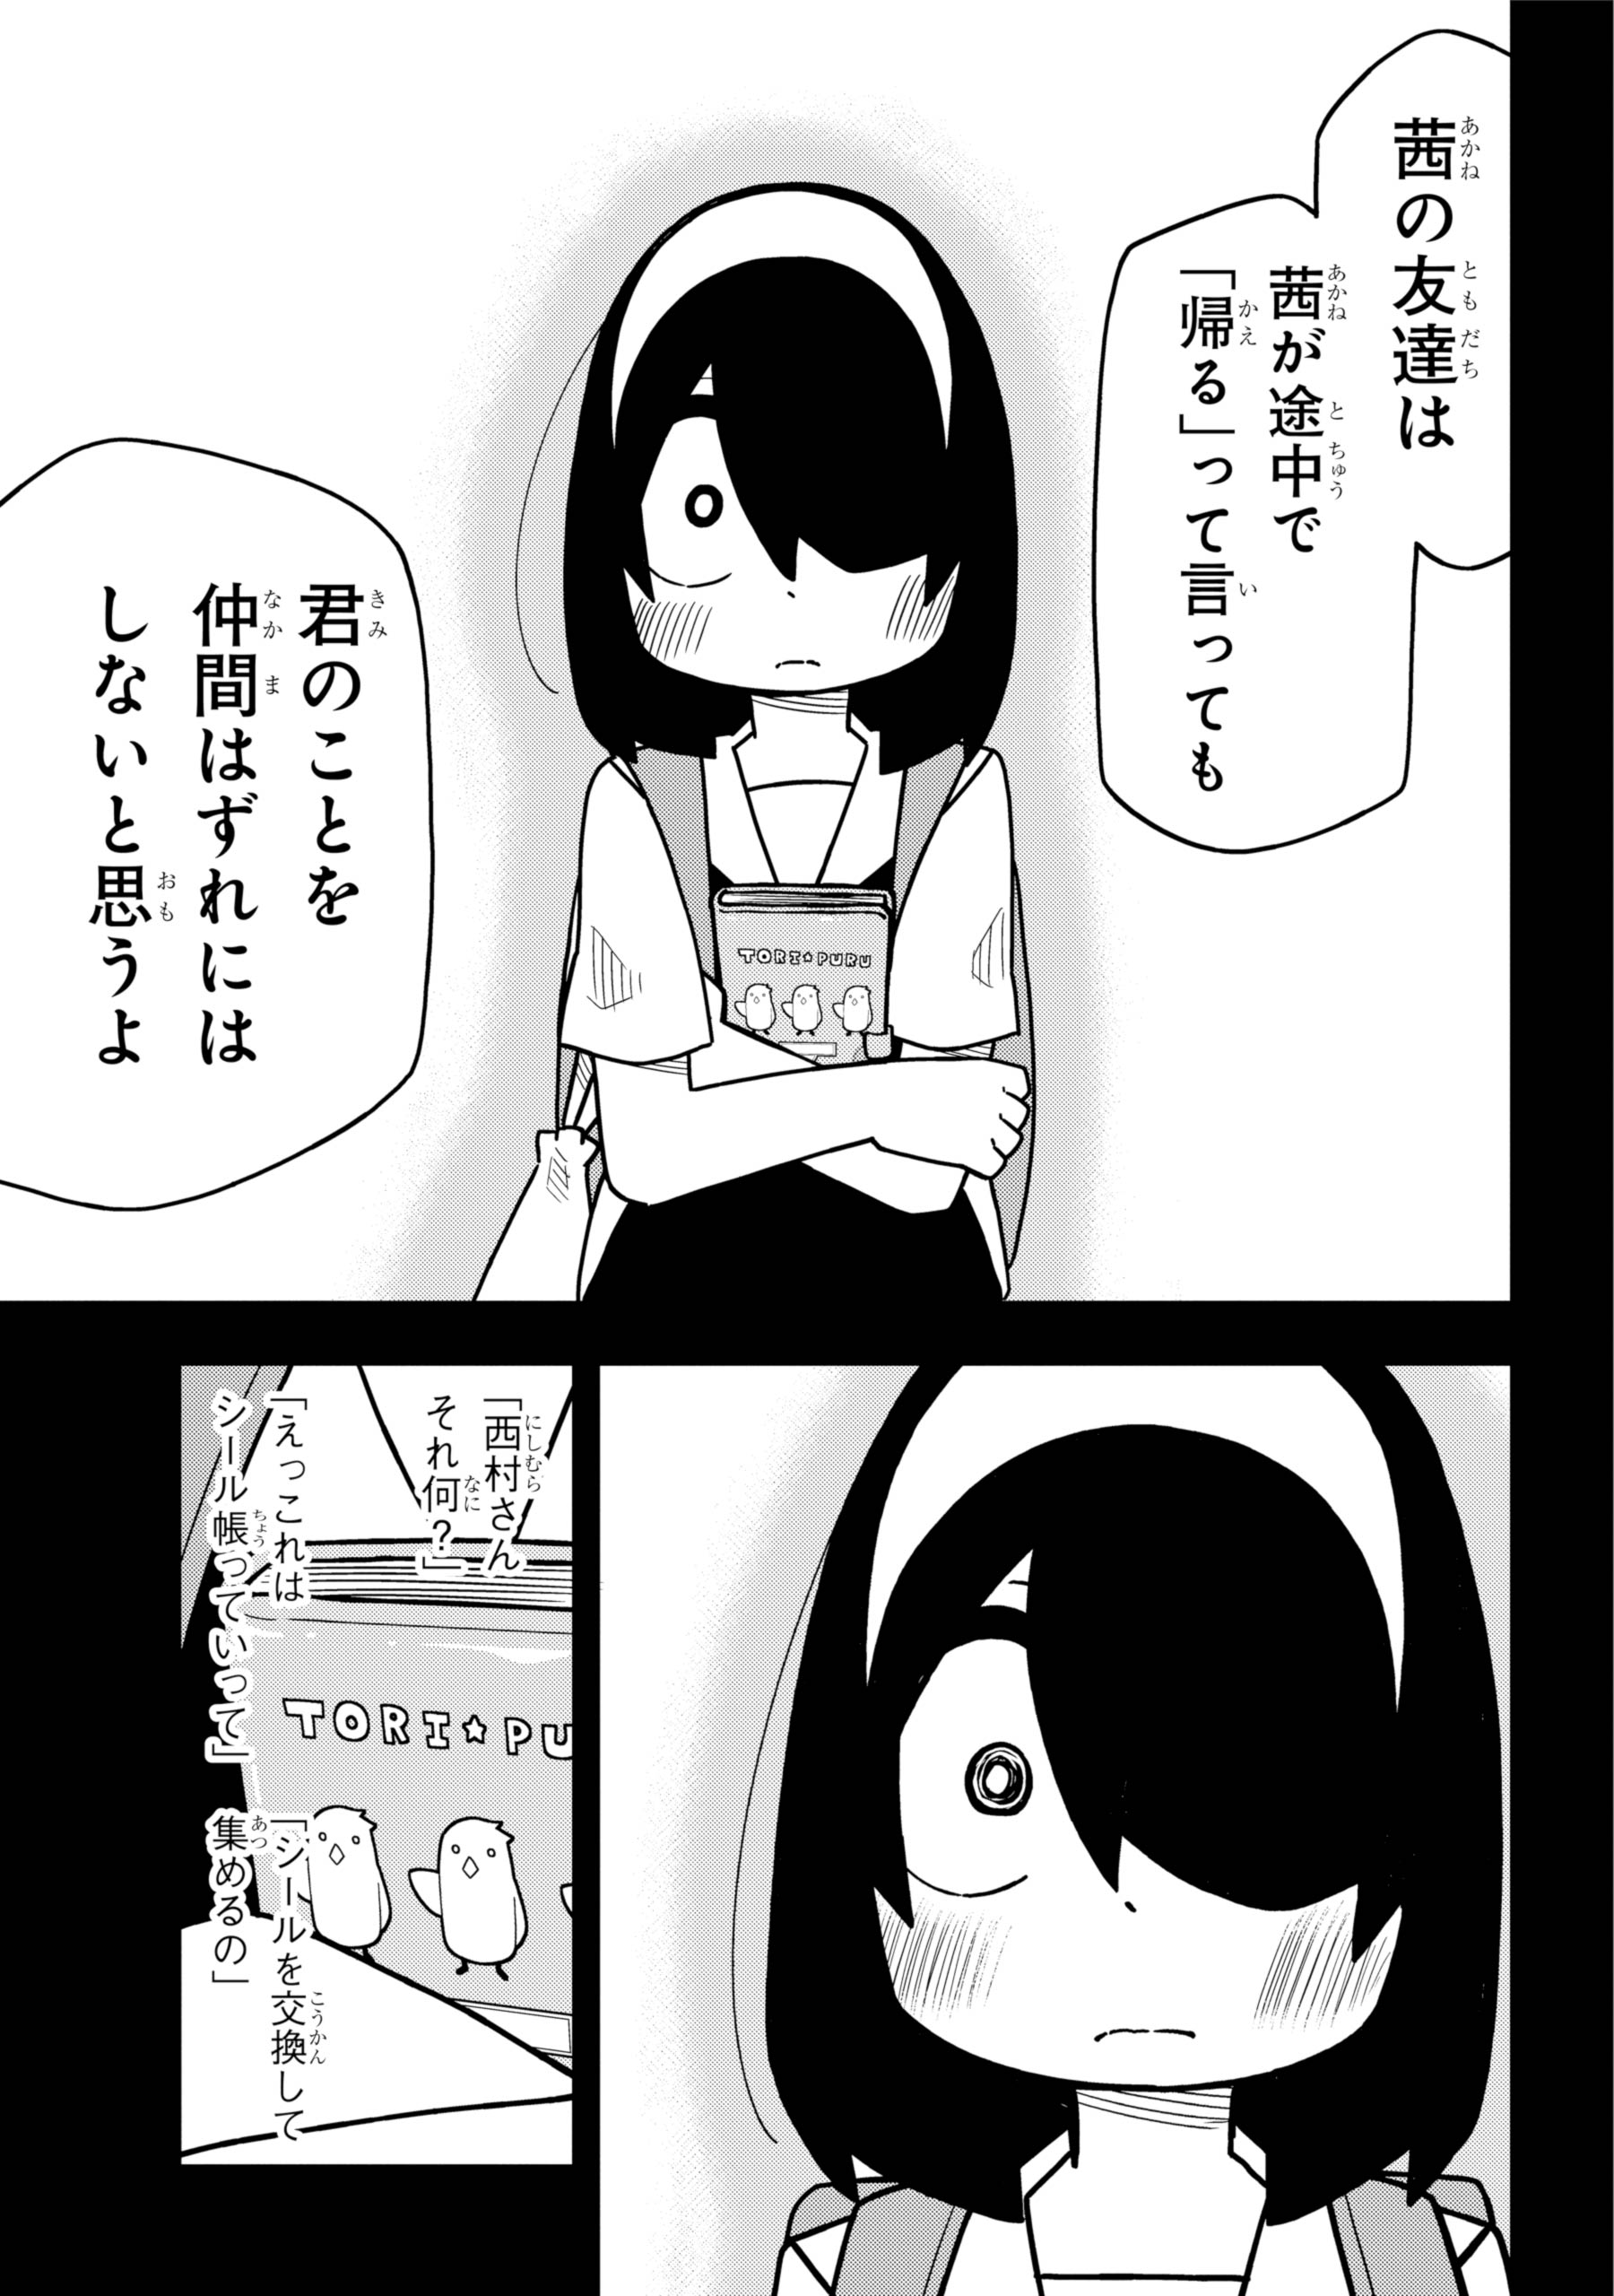 茜の友達は
茜が途中で
「帰る」って言っても
君のことを
仲間はずれには
しないと思うよ
TORI★PURU
「西村さん
それ何?」
「えっこれは
シール帳っていって」
「シールを交換して
集めるの」
TORI★PU